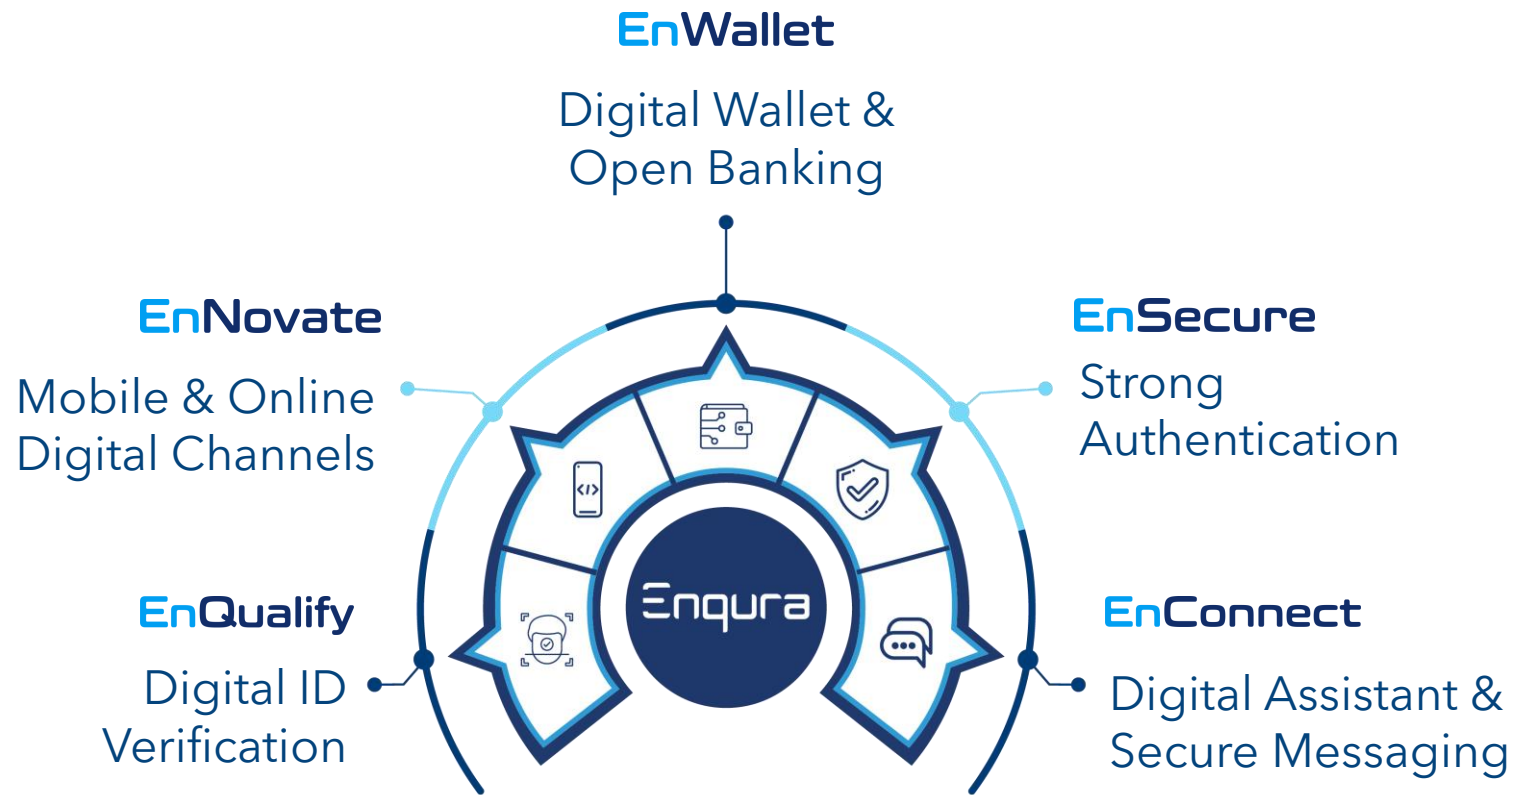 EnWallet
Digital Wallet &
Open Banking
EnNovate
Mobile & Online
Digital Channels
EnSecure
Strong
Authentication
</>
Enqura
EnQualify
Digital ID
Verification
EnConnect
Digital Assistant &
Secure Messaging